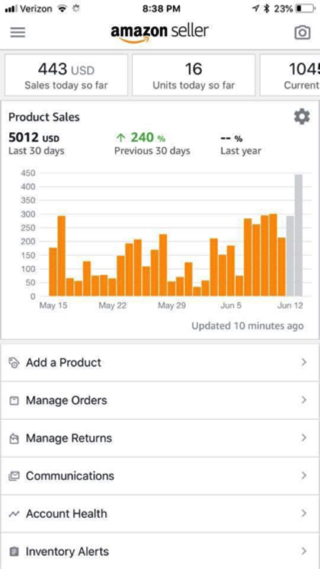 Verizon 8:38 PM 23%
amazon seller
443 USD 16 104
Sales today so far Units today so far Current
Product Sales
5012 USD 240 % -- %
Last 30 days Previous 30 days Last year
450
400
350
300
250
200
150
100
50
0
May 15 May 22 May 29 Jun 5 Jun 12
Updated 10 minutes ago
Add a Product
Manage Orders
Manage Returns
Communications
Account Health
Inventory Alerts